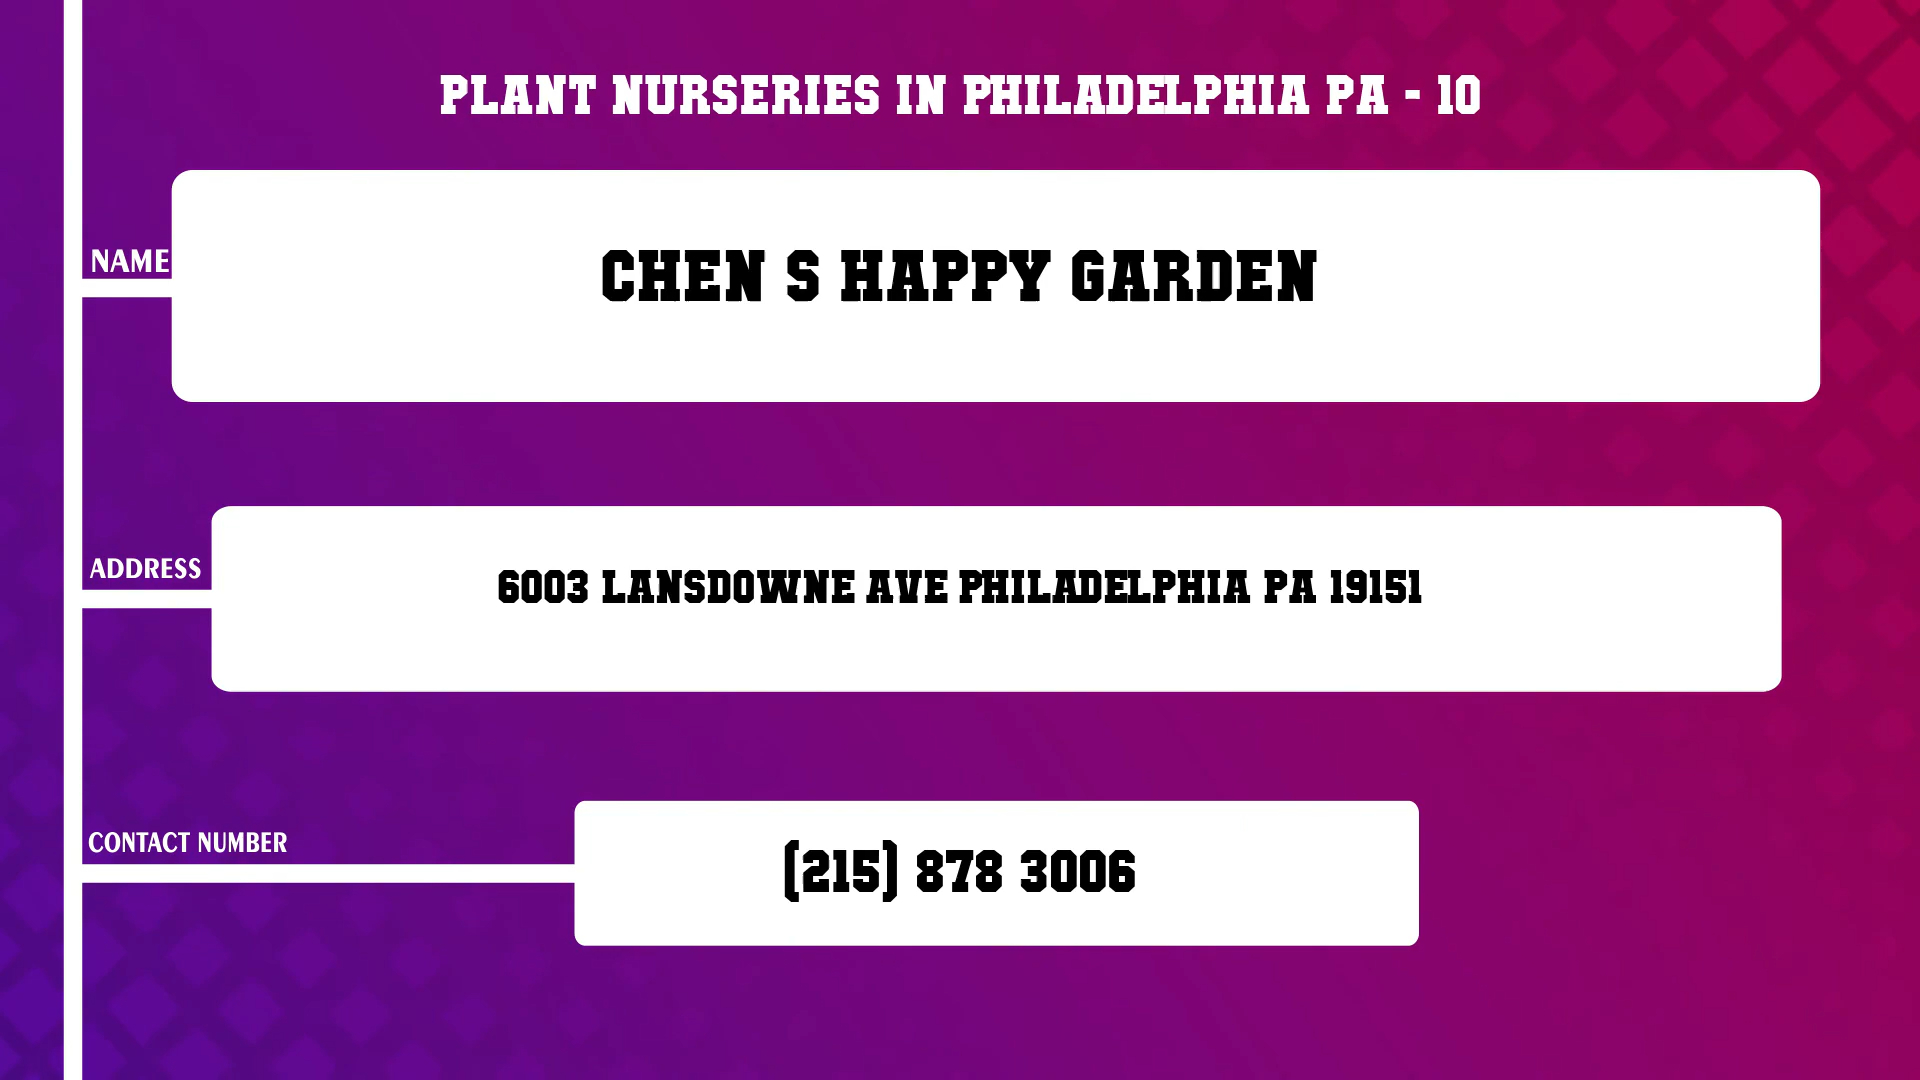 PLANT NURSERIES IN PHILADELPHIA PA - 10
NAME
CHEN S HAPPY GARDEN
ADDRESS
6003 LANSDOWNE AVE PHILADELPHIA PA 19151
CONTACT NUMBER
(215) 878 3006